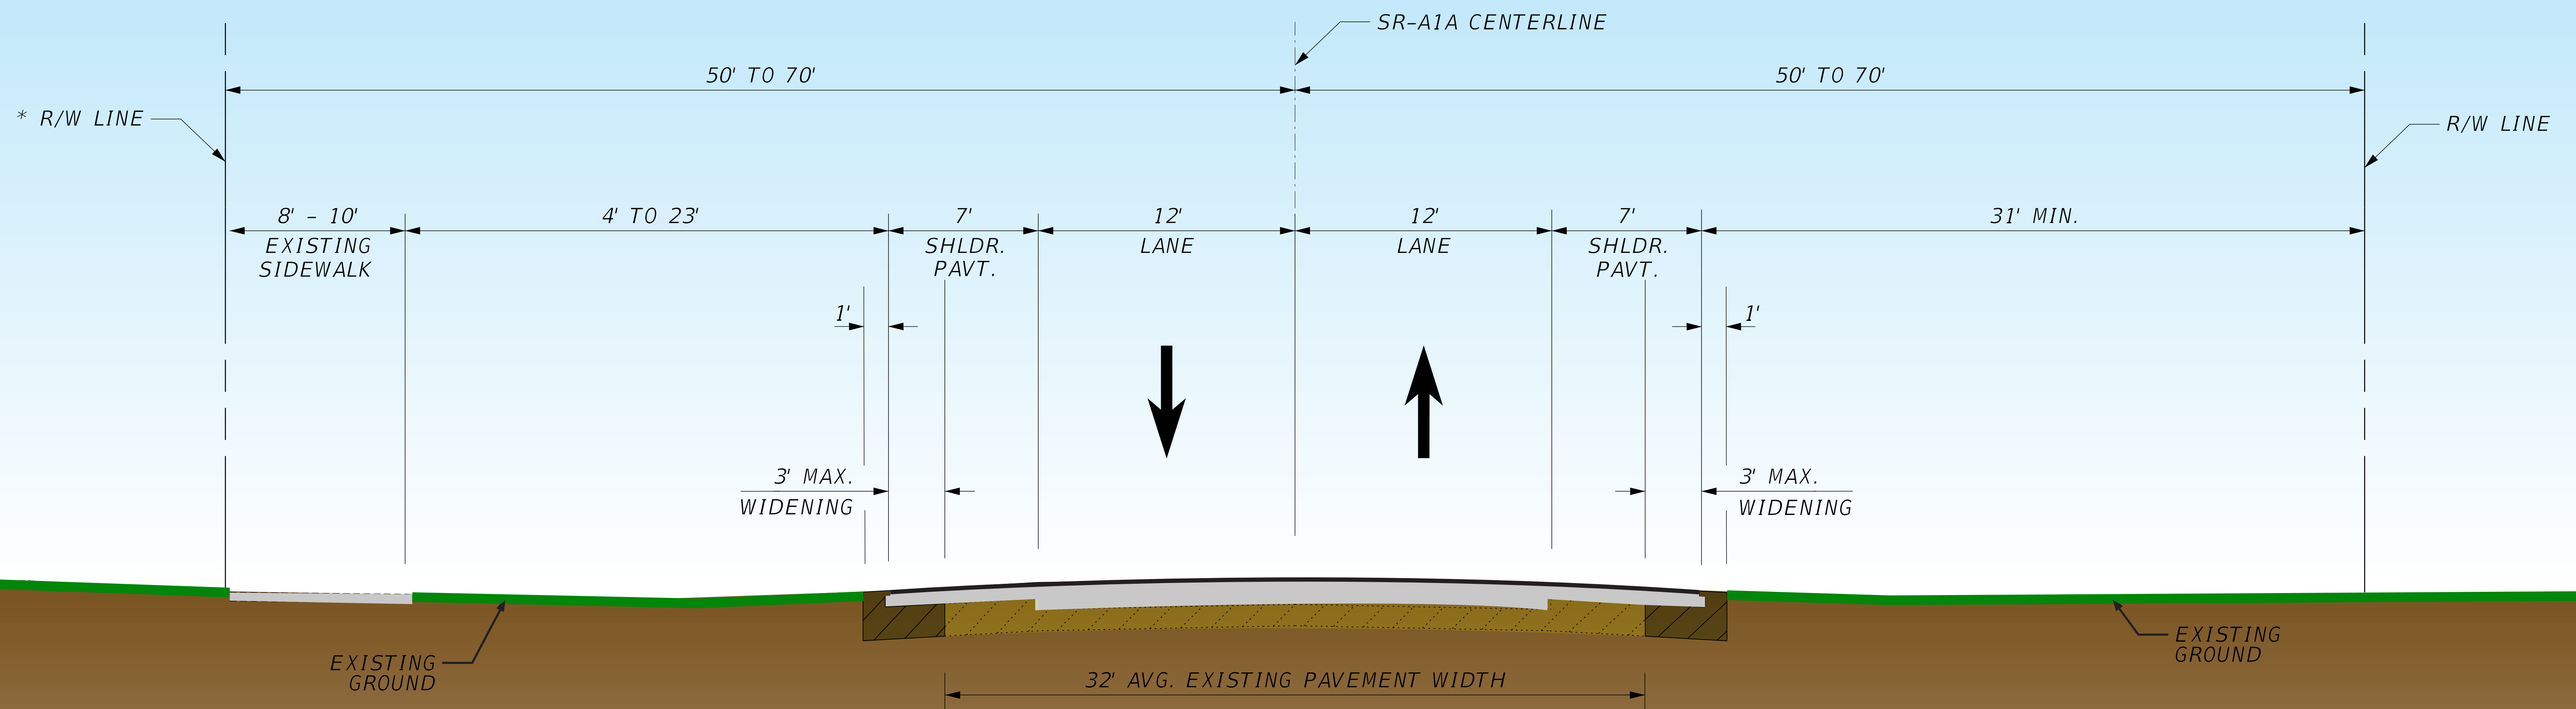 SR-A1A CENTERLINE
50' TO 70'
50' TO 70'
* R/W LINE
R/W LINE
8' - 10'
EXISTING
SIDEWALK
4' TO 23'
7'
SHLDR.
PAVT.
12'
LANE
12'
LANE
7'
SHLDR.
PAVT.
31' MIN.
1'
1'
3' MAX.
WIDENING
3' MAX.
WIDENING
EXISTING
GROUND
EXISTING
GROUND
32' AVG. EXISTING PAVEMENT WIDTH